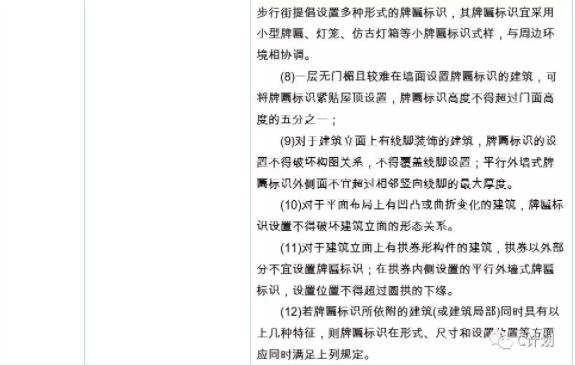 步行街提倡设置多种形式的牌匾标识，其牌匾标识宜采用
小型牌匾、灯笼、仿古灯箱等小牌匾标识式样，与周边环
境相协调。
(8)一层无门楣且较难在墙面设置牌匾标识的建筑，可
将牌匾标识紧贴屋顶设置，牌匾标识高度不得超过门面高
度的五分之一；
(9)对于建筑立面上有线脚装饰的建筑，牌匾标识的设
置不得破坏构图关系，不得覆盖线脚设置；平行外墙式牌
匾标识外侧面不宜超过相邻竖向线脚的最大厚度。
(10)对于平面布局上有凹凸或曲折变化的建筑，牌匾标
识设置不得破坏建筑立面的形态关系。
(11)对于建筑立面上有拱券形构件的建筑，拱券以外部
分不宜设置牌匾标识；在拱券内侧设置的平行外墙式牌匾
标识，设置位置不得超过圆拱的下缘。
(12)若牌匾标识所依附的建筑(或建筑局部)同时具有以
上几种特征，则牌匾标识在形式、尺寸和设置位置等方面
应同时满足上列规定。
C计划